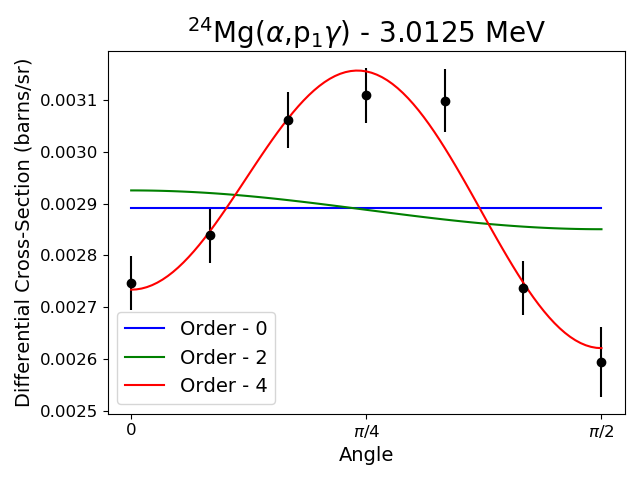 ²⁴Mg(α,p₁γ) - 3.0125 MeV
Differential Cross-Section (barns/sr)
0.0031
0.0030
0.0029
0.0028
0.0027
0.0026
0.0025
Order - 0
Order - 2
Order - 4
0
π/4
π/2
Angle